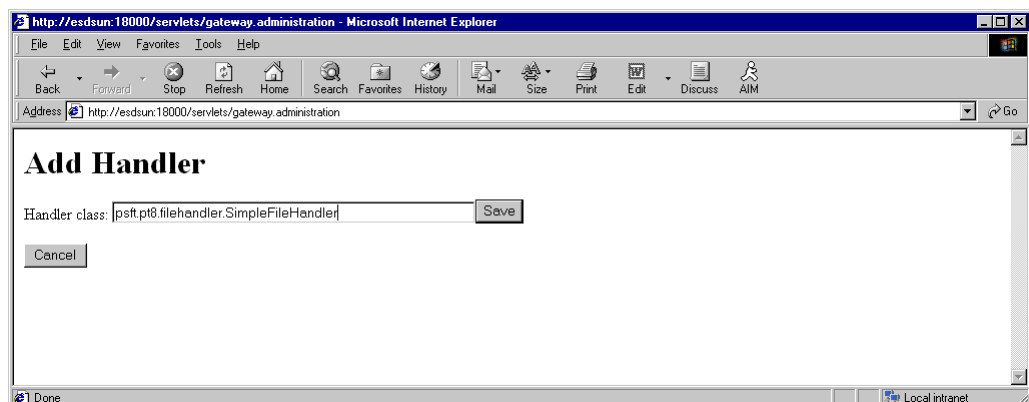 http://esdsun:18000/servlets/gateway.administration - Microsoft Internet Explorer
File Edit View Favorites Tools Help
Back Forward Stop Refresh Home Search Favorites History Mail Size Print Edit Discuss AIM
Address http://esdsun:18000/servlets/gateway.administration Go
Add Handler
Handler class: psft.pt8.filehandler.SimpleFileHandler Save
Cancel
Done Local intranet